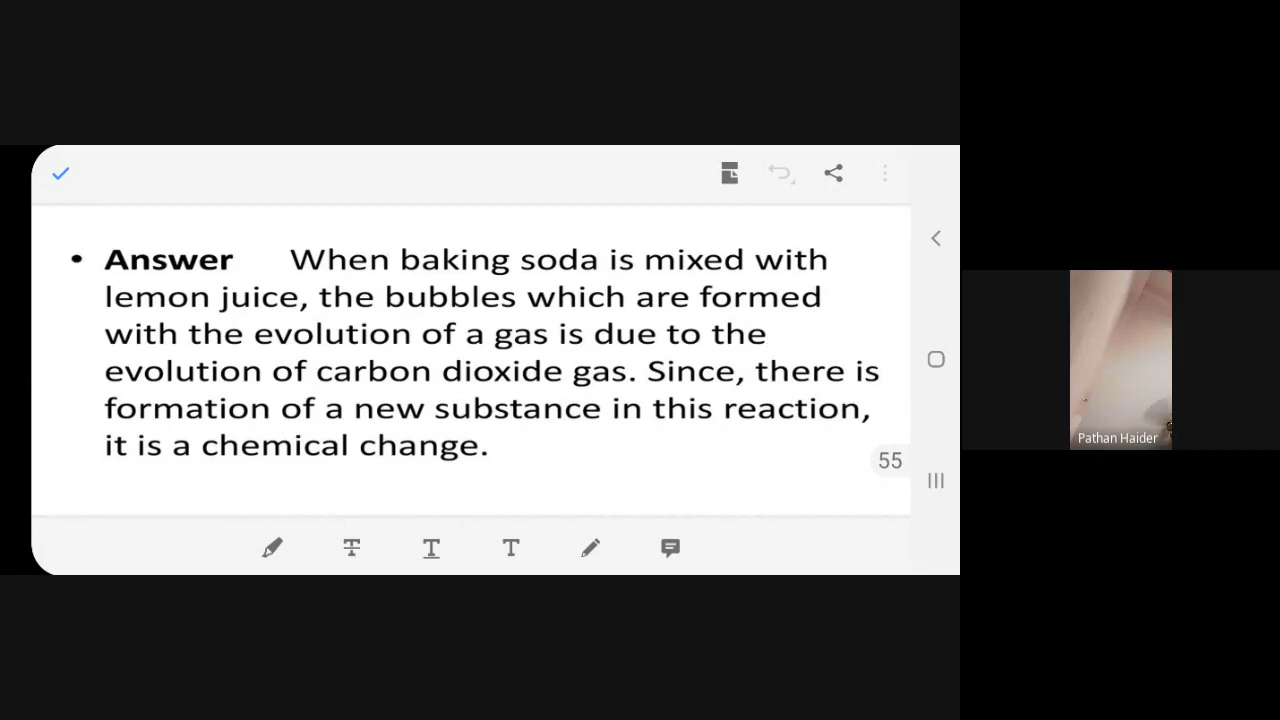 • Answer When baking soda is mixed with
lemon juice, the bubbles which are formed
with the evolution of a gas is due to the
evolution of carbon dioxide gas. Since, there is
formation of a new substance in this reaction,
it is a chemical change.
55
Pathan Haider